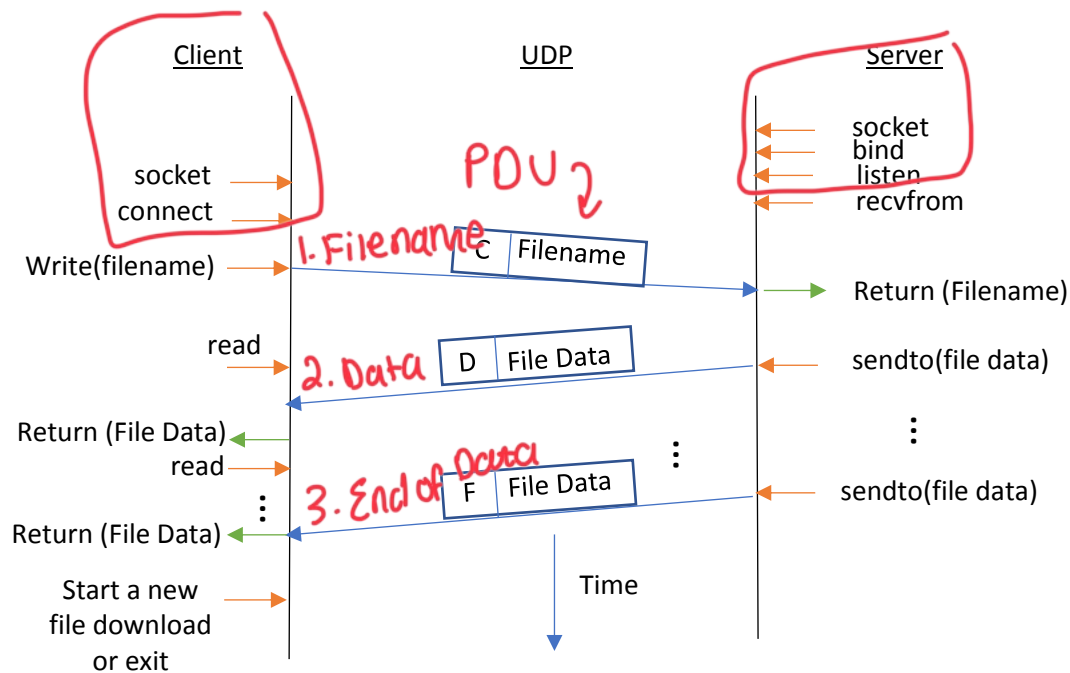 Client
UDP
Server
socket
bind
listen
recvfrom
socket
connect
PDU
1. Filename
C Filename
Write(filename)
Return (Filename)
read
2. Data
D File Data
sendto(file data)
Return (File Data)
read
3. End of Data
F File Data
sendto(file data)
Return (File Data)
Time
Start a new
file download
or exit